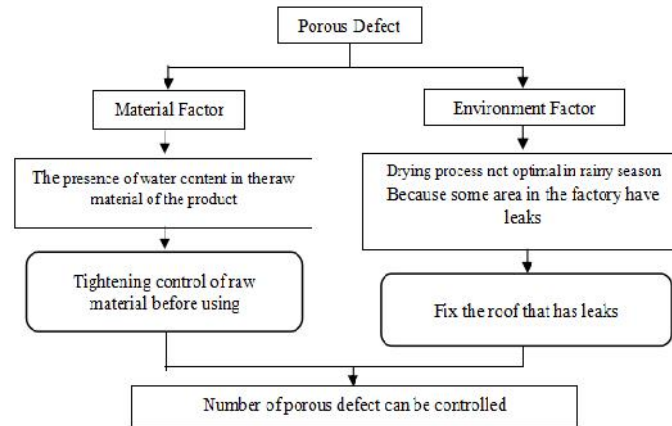 Porous Defect
Material Factor
Environment Factor
The presence of water content in the raw
material of the product
Drying process not optimal in rainy season
Because some area in the factory have
leaks
Tightening control of raw
material before using
Fix the roof that has leaks
Number of porous defect can be controlled